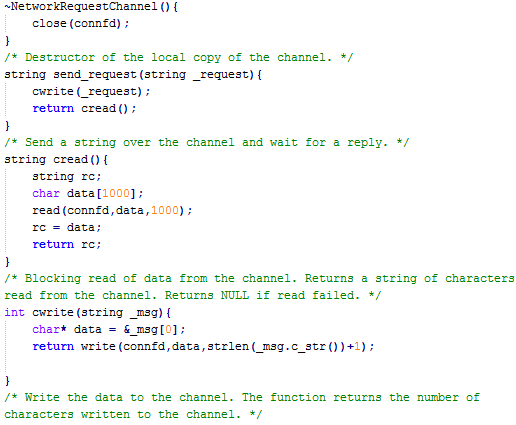 ~NetworkRequestChannel(){
close(connfd);
}
/* Destructor of the local copy of the channel. */
string send_request(string _request){
cwrite(_request);
return cread();
}
/* Send a string over the channel and wait for a reply. */
string cread(){
string rc;
char data[1000];
read(connfd,data,1000);
rc = data;
return rc;
}
/* Blocking read of data from the channel. Returns a string of characters
read from the channel. Returns NULL if read failed. */
int cwrite(string _msg){
char* data = &_msg[0];
return write(connfd,data,strlen(_msg.c_str())+1);
}
/* Write the data to the channel. The function returns the number of
characters written to the channel. */